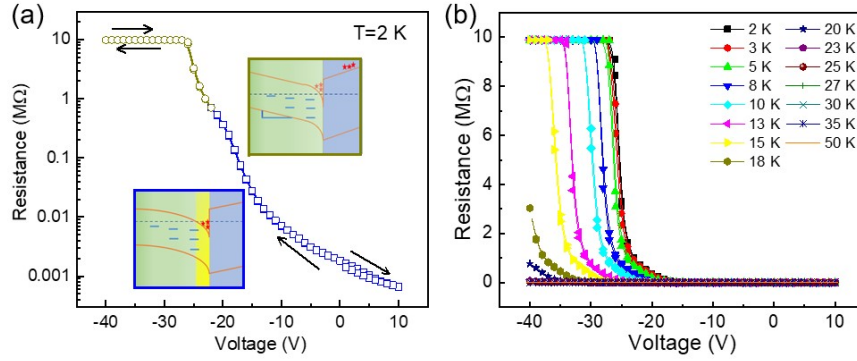 (a)
T=2 K
Resistance (MΩ)
10
1
0.1
0.01
0.001
-40 -30 -20 -10 0 10
Voltage (V)
(b)
Resistance (MΩ)
10
8
6
4
2
0
2 K 20 K
3 K 23 K
5 K 25 K
8 K 27 K
10 K 30 K
13 K 35 K
15 K 50 K
18 K
-40 -30 -20 -10 0 10
Voltage (V)